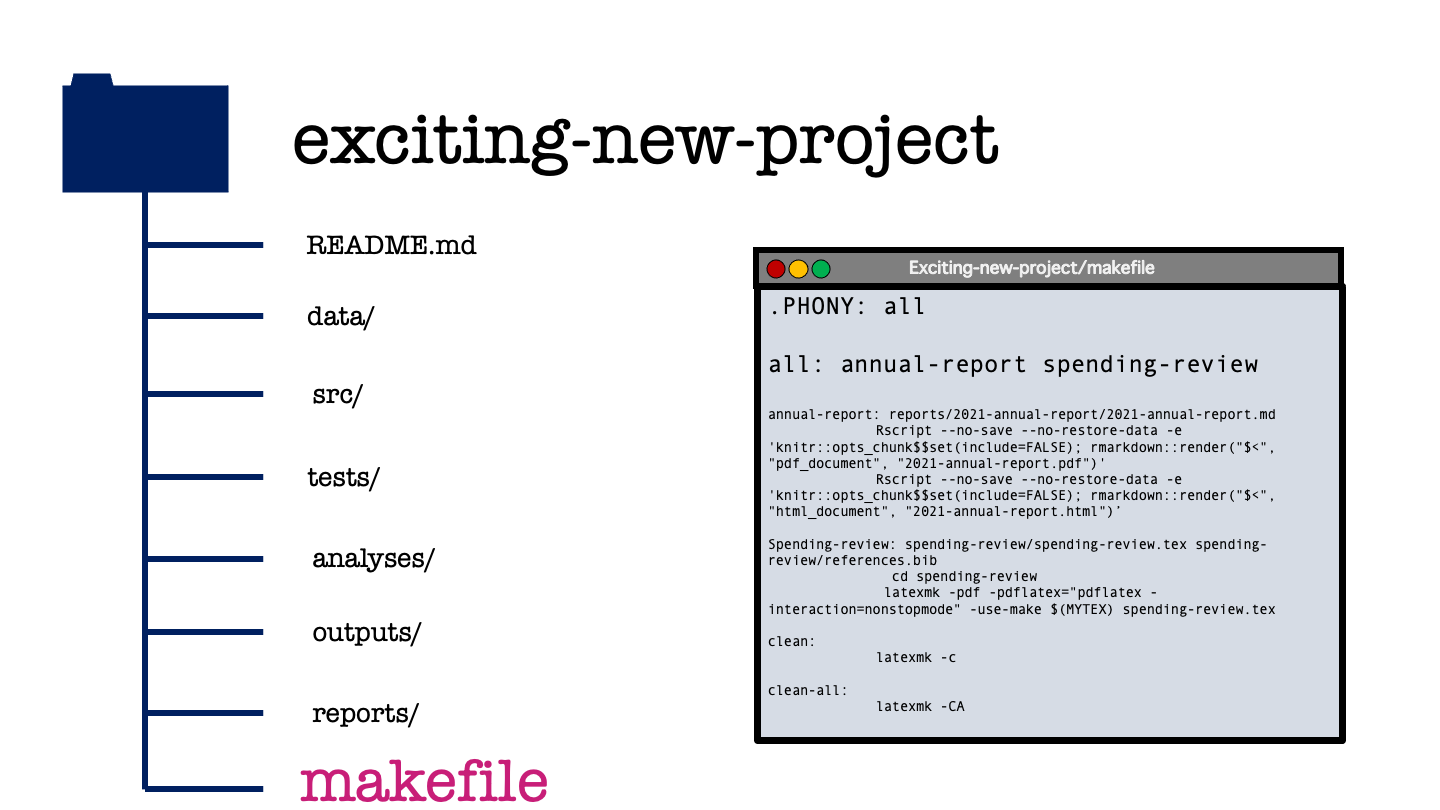 exciting-new-project
README.md
data/
src/
tests/
analyses/
outputs/
reports/
makefile
Exciting-new-project/makefile
.PHONY: all
all: annual-report spending-review
annual-report: reports/2021-annual-report/2021-annual-report.md
Rscript --no-save --no-restore-data -e
'knitr::opts_chunk$$set(include=FALSE); rmarkdown::render("$<",
"pdf_document", "2021-annual-report.pdf")'
Rscript --no-save --no-restore-data -e
'knitr::opts_chunk$$set(include=FALSE); rmarkdown::render("$<",
"html_document", "2021-annual-report.html")'
Spending-review: spending-review/spending-review.tex spending-
review/references.bib
cd spending-review
latexmk -pdf -pdflatex="pdflatex -
interaction=nonstopmode" -use-make $(MYTEX) spending-review.tex
clean:
latexmk -c
clean-all:
latexmk -CA